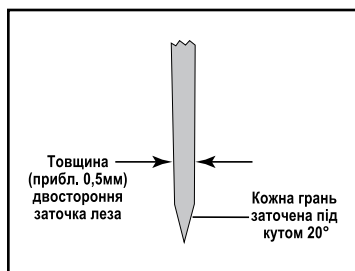 Товщина
(прибл. 0,5мм)
двостороння
заточка леза
Кожна грань
заточена під
кутом 20°